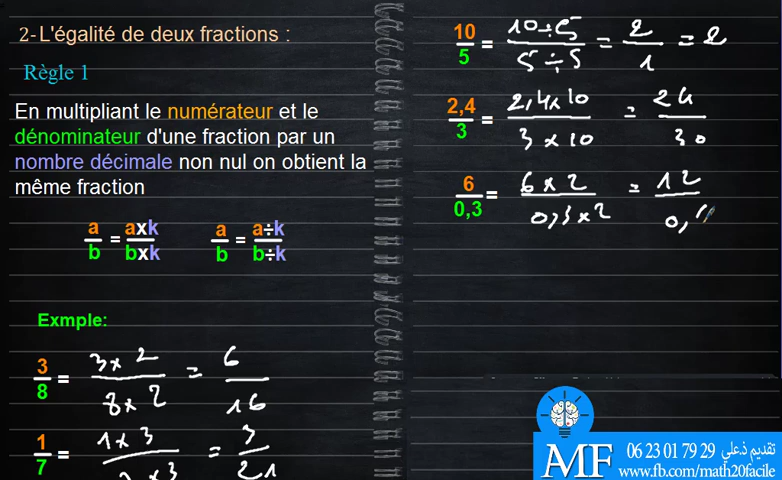 2-L'égalité de deux fractions :
Règle 1
En multipliant le numérateur et le
dénominateur d'une fraction par un
nombre décimale non nul on obtient la
même fraction
a/b = axk/bxk
a/b = a÷k/b÷k
Exmple:
3/8 = 3x2/8x2 = 6/16
1/7 = 1x3/7x3 = 3/21
10/5 = 10÷5/5÷5 = 2/1 = 2
2,4/3 = 2,4x10/3x10 = 24/30
6/0,3 = 6x2/0,3x2 = 12/0,
MF
تقديم ذ.علي 06 23 01 79 29
www.fb.com/math20facile